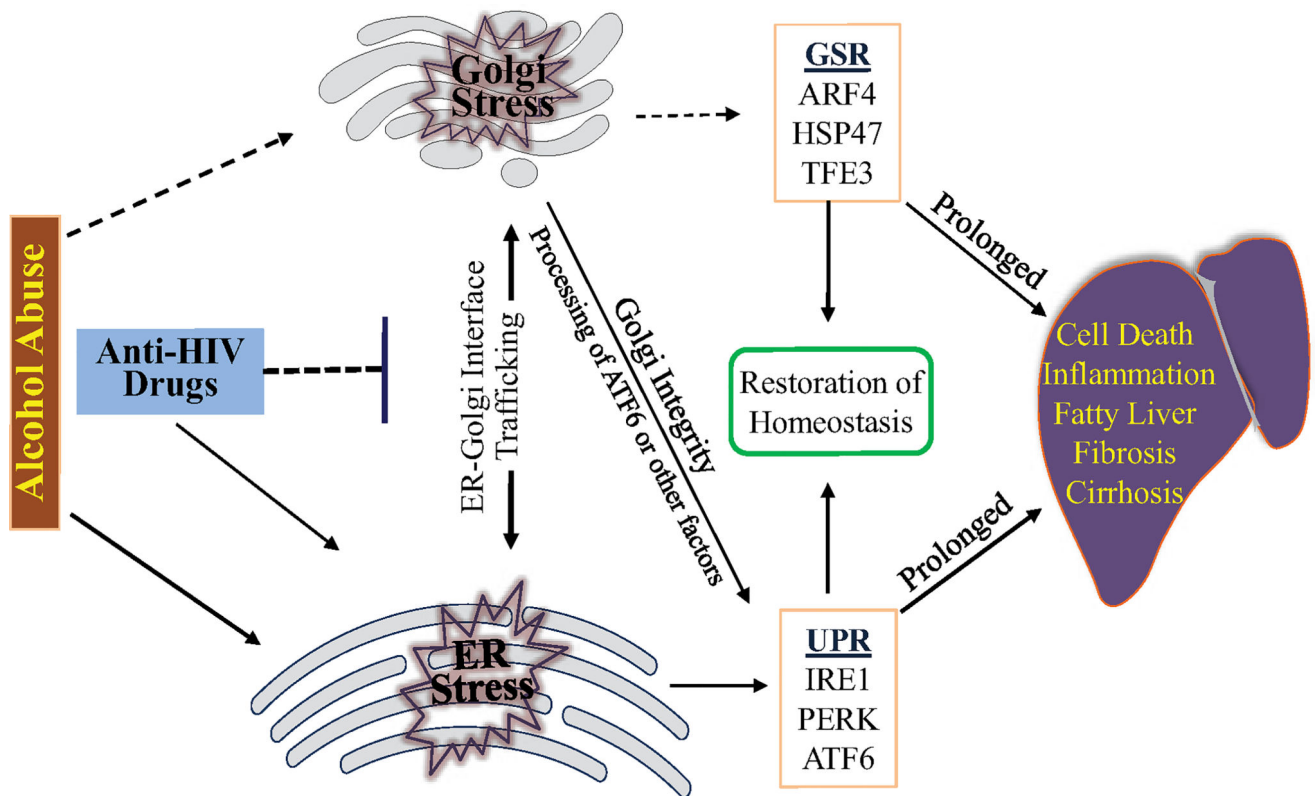 Golgi
Stress
GSR
ARF4
HSP47
TFE3
Alcohol Abuse
Anti-HIV
Drugs
ER-Golgi Interface
Trafficking
Golgi Integrity
Processing of ATF6 or other factors
Prolonged
Restoration of
Homeostasis
Cell Death
Inflammation
Fatty Liver
Fibrosis
Cirrhosis
Prolonged
ER
Stress
UPR
IRE1
PERK
ATF6